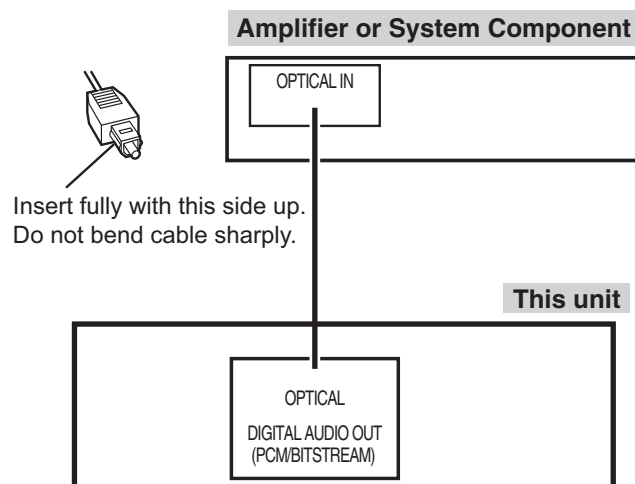 Amplifier or System Component
OPTICAL IN
Insert fully with this side up.
Do not bend cable sharply.
This unit
OPTICAL
DIGITAL AUDIO OUT
(PCM/BITSTREAM)